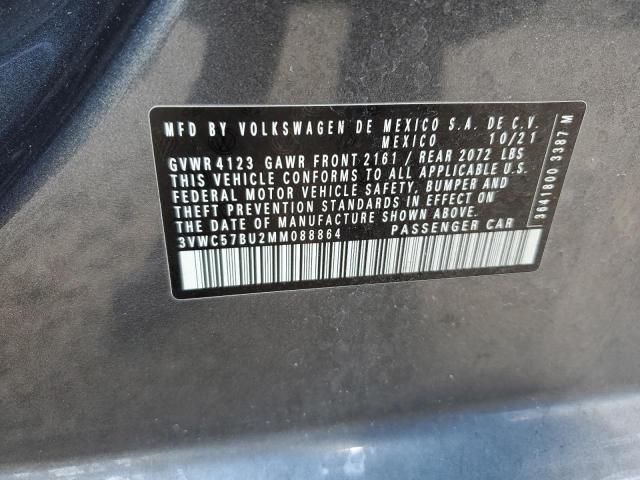 MFD BY VOLKSWAGEN DE MEXICO S.A. DE C.V.
MEXICO 10/21
GVWR 4123 GAWR FRONT 2161 / REAR 2072 LBS
THIS VEHICLE CONFORMS TO ALL APPLICABLE U.S.
FEDERAL MOTOR VEHICLE SAFETY, BUMPER AND
THEFT PREVENTION STANDARDS IN EFFECT ON
THE DATE OF MANUFACTURE SHOWN ABOVE.
3VWC57BU2MM088864 PASSENGER CAR
3641800 3387 M